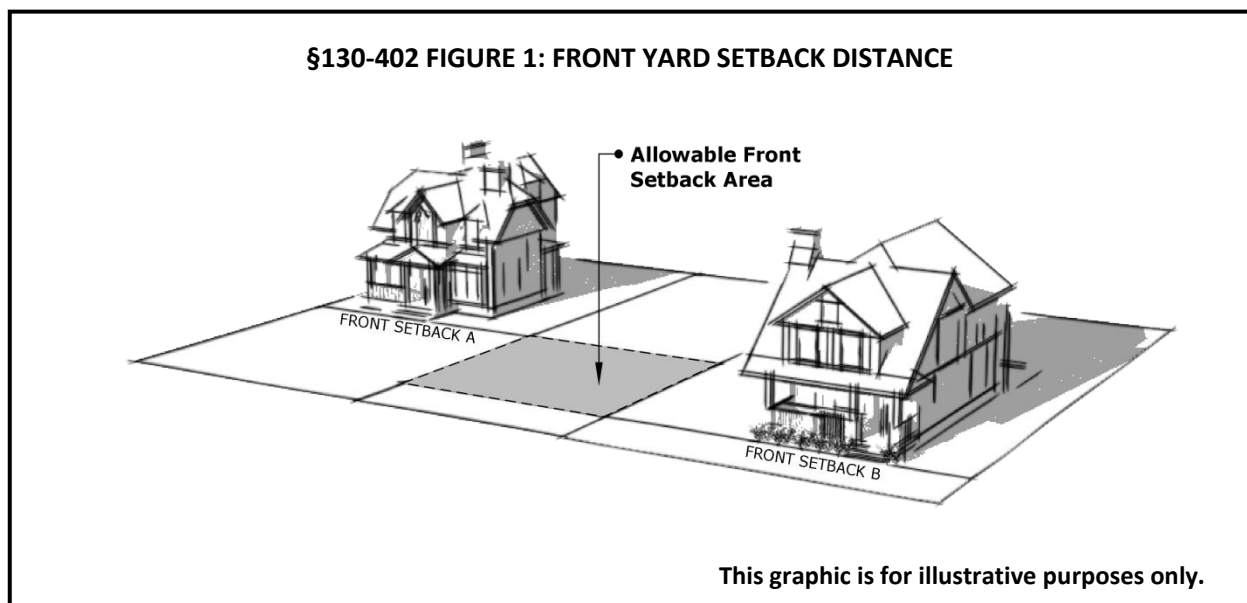 §130-402 FIGURE 1: FRONT YARD SETBACK DISTANCE
Allowable Front
Setback Area
FRONT SETBACK A
FRONT SETBACK B
This graphic is for illustrative purposes only.